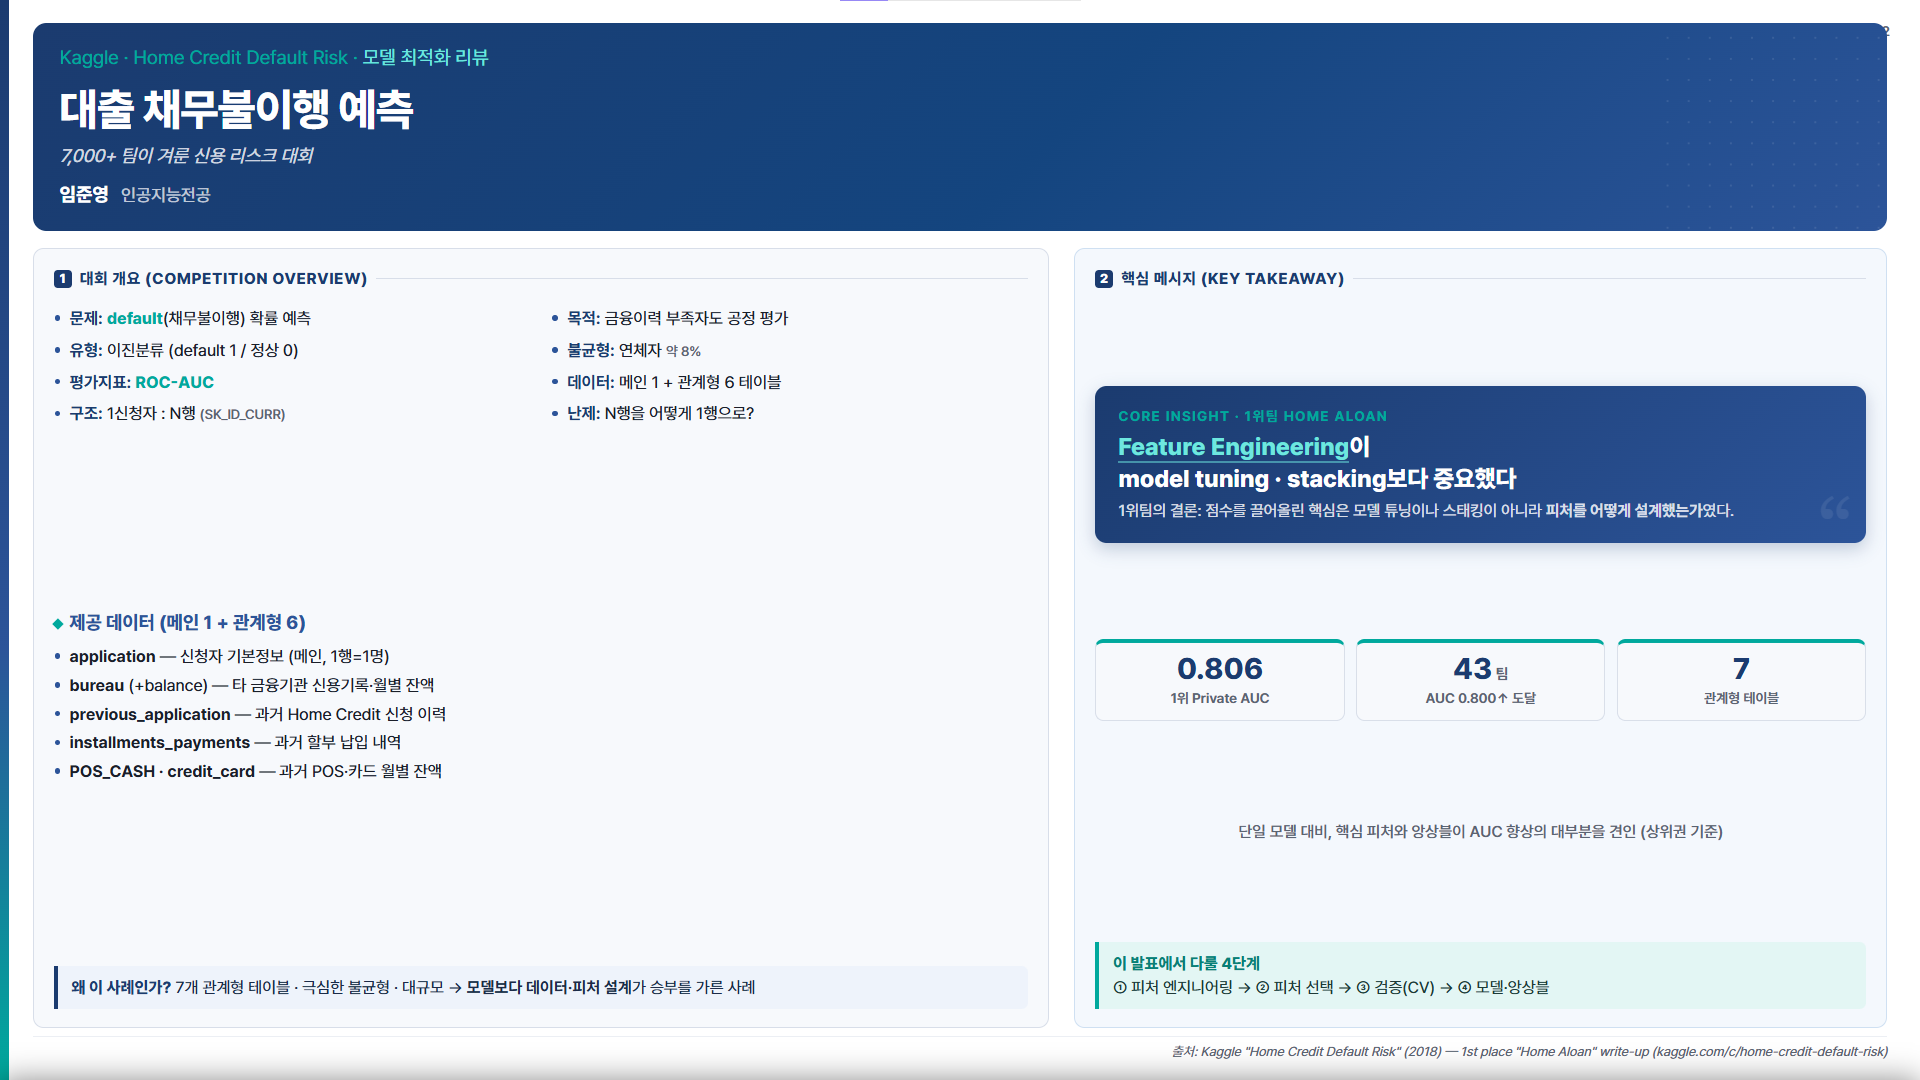 2
Kaggle · Home Credit Default Risk · 모델 최적화 리뷰
대출 채무불이행 예측
7,000+ 팀이 겨룬 신용 리스크 대회
임준영 인공지능전공
1 대회 개요 (COMPETITION OVERVIEW)
• 문제: default(채무불이행) 확률 예측
• 유형: 이진분류 (default 1 / 정상 0)
• 평가지표: ROC-AUC
• 구조: 1신청자 : N행 (SK_ID_CURR)
• 목적: 금융이력 부족자도 공정 평가
• 불균형: 연체자 약 8%
• 데이터: 메인 1 + 관계형 6 테이블
• 난제: N행을 어떻게 1행으로?
◆ 제공 데이터 (메인 1 + 관계형 6)
• application — 신청자 기본정보 (메인, 1행=1명)
• bureau (+balance) — 타 금융기관 신용기록·월별 잔액
• previous_application — 과거 Home Credit 신청 이력
• installments_payments — 과거 할부 납입 내역
• POS_CASH · credit_card — 과거 POS·카드 월별 잔액
왜 이 사례인가? 7개 관계형 테이블 · 극심한 불균형 · 대규모 → 모델보다 데이터·피처 설계가 승부를 가른 사례
2 핵심 메시지 (KEY TAKEAWAY)
CORE INSIGHT · 1위팀 HOME ALOAN
Feature Engineering이
model tuning · stacking보다 중요했다
1위팀의 결론: 점수를 끌어올린 핵심은 모델 튜닝이나 스태킹이 아니라 피처를 어떻게 설계했는가였다.
“
0.806
1위 Private AUC
43 팀
AUC 0.800↑ 도달
7
관계형 테이블
단일 모델 대비, 핵심 피처와 앙상블이 AUC 향상의 대부분을 견인 (상위권 기준)
이 발표에서 다룰 4단계
① 피처 엔지니어링 → ② 피처 선택 → ③ 검증(CV) → ④ 모델·앙상블
출처: Kaggle "Home Credit Default Risk" (2018) — 1st place "Home Aloan" write-up (kaggle.com/c/home-credit-default-risk)